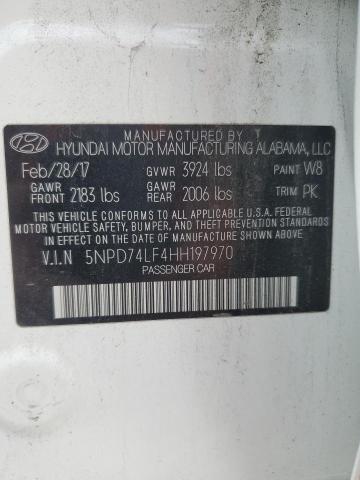 MANUFACTURED BY
HYUNDAI MOTOR MANUFACTURING ALABAMA, LLC
Feb/28/17 GVWR 3924 lbs PAINT W8
GAWR FRONT 2183 lbs GAWR REAR 2006 lbs TRIM PK
THIS VEHICLE CONFORMS TO ALL APPLICABLE U.S.A. FEDERAL
MOTOR VEHICLE SAFETY, BUMPER, AND THEFT PREVENTION STANDARDS
IN EFFECT ON THE DATE OF MANUFACTURE SHOWN ABOVE.
V.I.N 5NPD74LF4HH197970
PASSENGER CAR